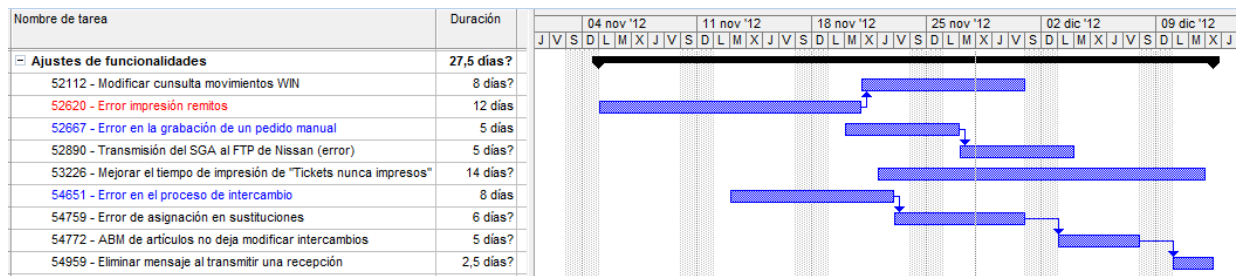 Nombre de tarea Duración 04 nov '12 11 nov '12 18 nov '12 25 nov '12 02 dic '12 09 dic '12
J V S D L M X J V S D L M X J V S D L M X J V S D L M X J V S D L M X J V S D L M X J
Ajustes de funcionalidades 27,5 días?
52112 - Modificar cunsulta movimientos WIN 8 días?
52620 - Error impresión remitos 12 días
52667 - Error en la grabación de un pedido manual 5 días
52890 - Transmisión del SGA al FTP de Nissan (error) 5 días?
53226 - Mejorar el tiempo de impresión de "Tickets nunca impresos" 14 días?
54651 - Error en el proceso de intercambio 8 días
54759 - Error de asignación en sustituciones 6 días?
54772 - ABM de artículos no deja modificar intercambios 5 días?
54959 - Eliminar mensaje al transmitir una recepción 2,5 días?